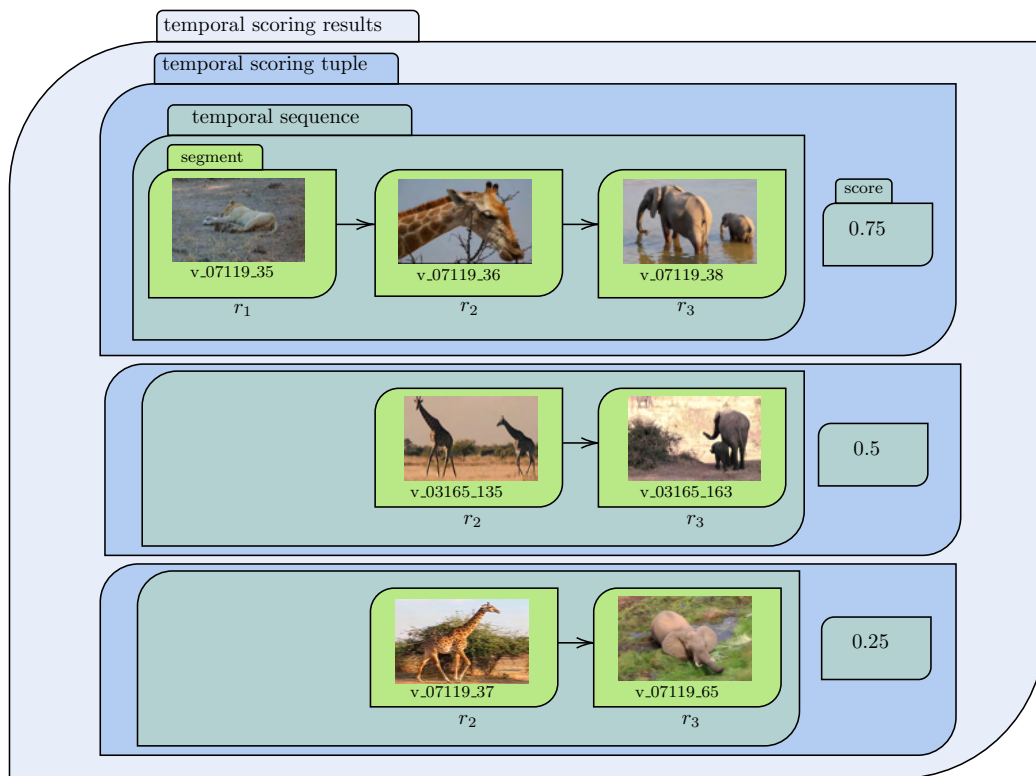 temporal scoring results
temporal scoring tuple
temporal sequence
segment
score
0.75
v_07119_35
v_07119_36
v_07119_38
r1
r2
r3
0.5
v_03165_135
v_03165_163
r2
r3
0.25
v_07119_37
v_07119_65
r2
r3